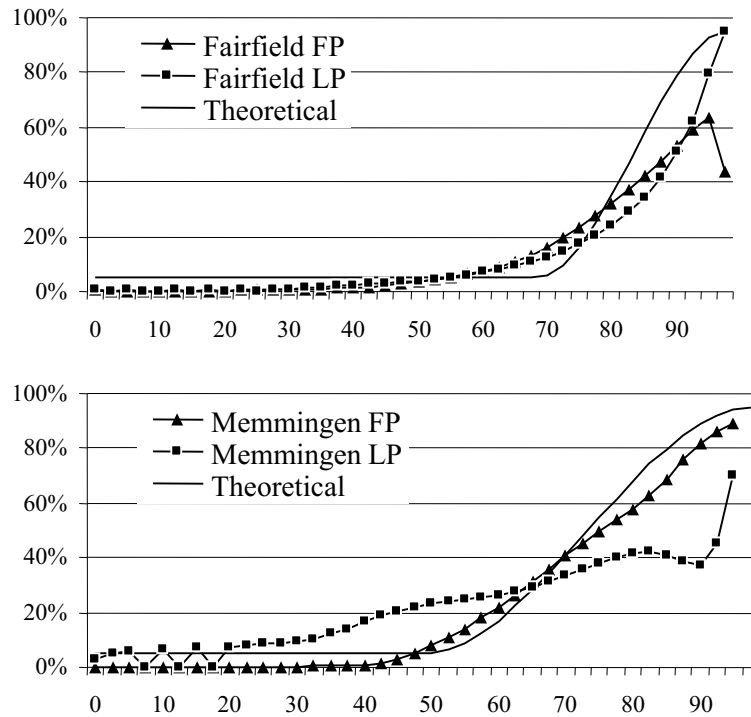 100%
80%
60%
40%
20%
0%
Fairfield FP
Fairfield LP
Theoretical
0 10 20 30 40 50 60 70 80 90
100%
80%
60%
40%
20%
0%
Memmingen FP
Memmingen LP
Theoretical
0 10 20 30 40 50 60 70 80 90